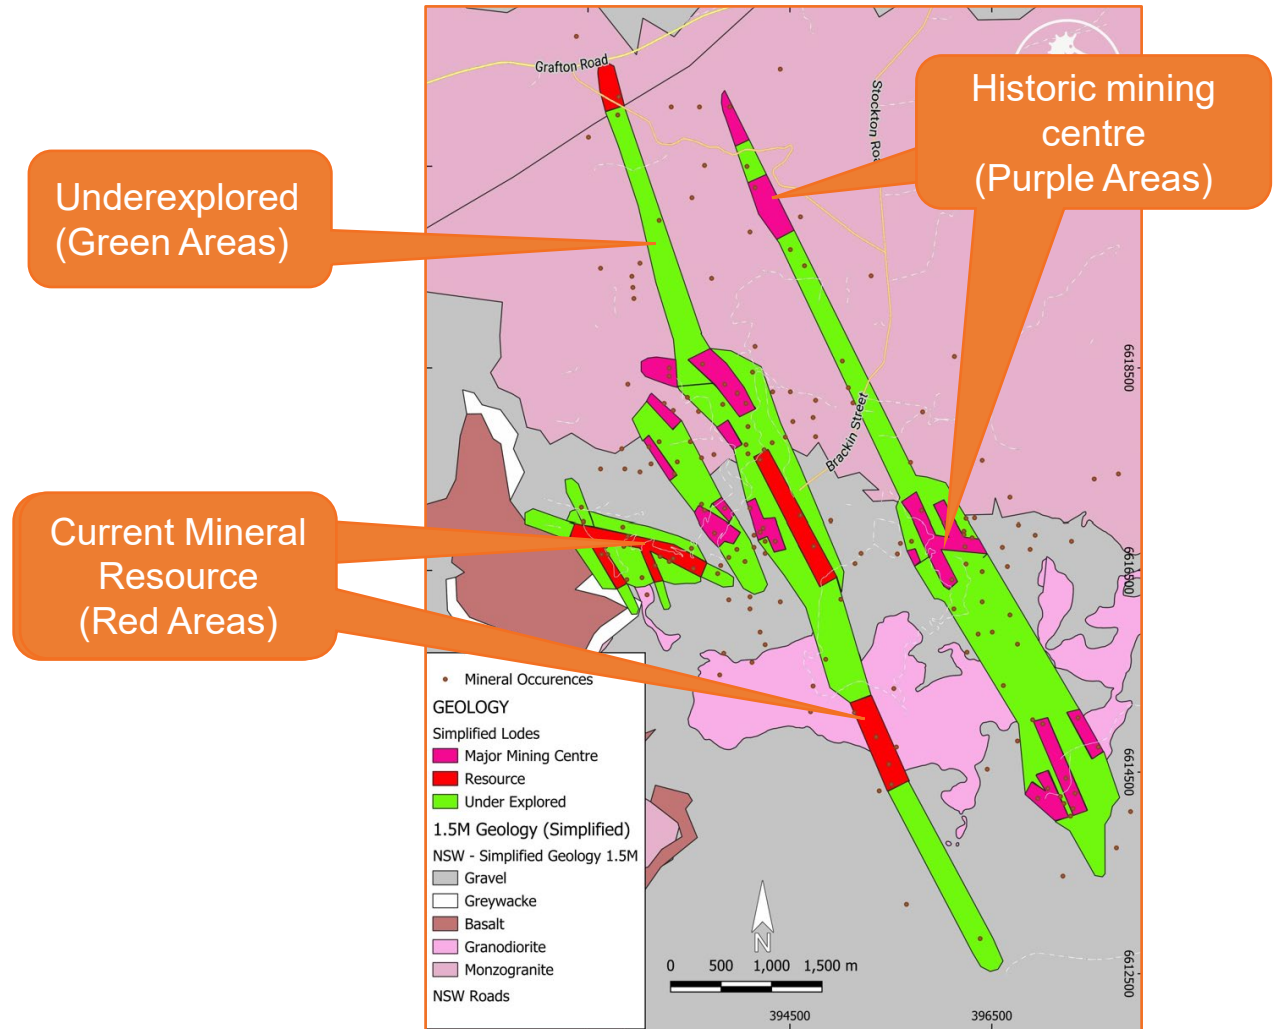 Grafton Road
Stockton Roa
Historic mining
centre
(Purple Areas)
Underexplored
(Green Areas)
6618500
Brackin Street
Current Mineral
Resource
(Red Areas)
6616500
Mineral Occurences
GEOLOGY
Simplified Lodes
Major Mining Centre
Resource
Under Explored
1.5M Geology (Simplified)
NSW - Simplified Geology 1.5M
Gravel
Greywacke
Basalt
Granodiorite
Monzogranite
NSW Roads
6614500
N
0 500 1,000 1,500 m
6612500
394500 396500